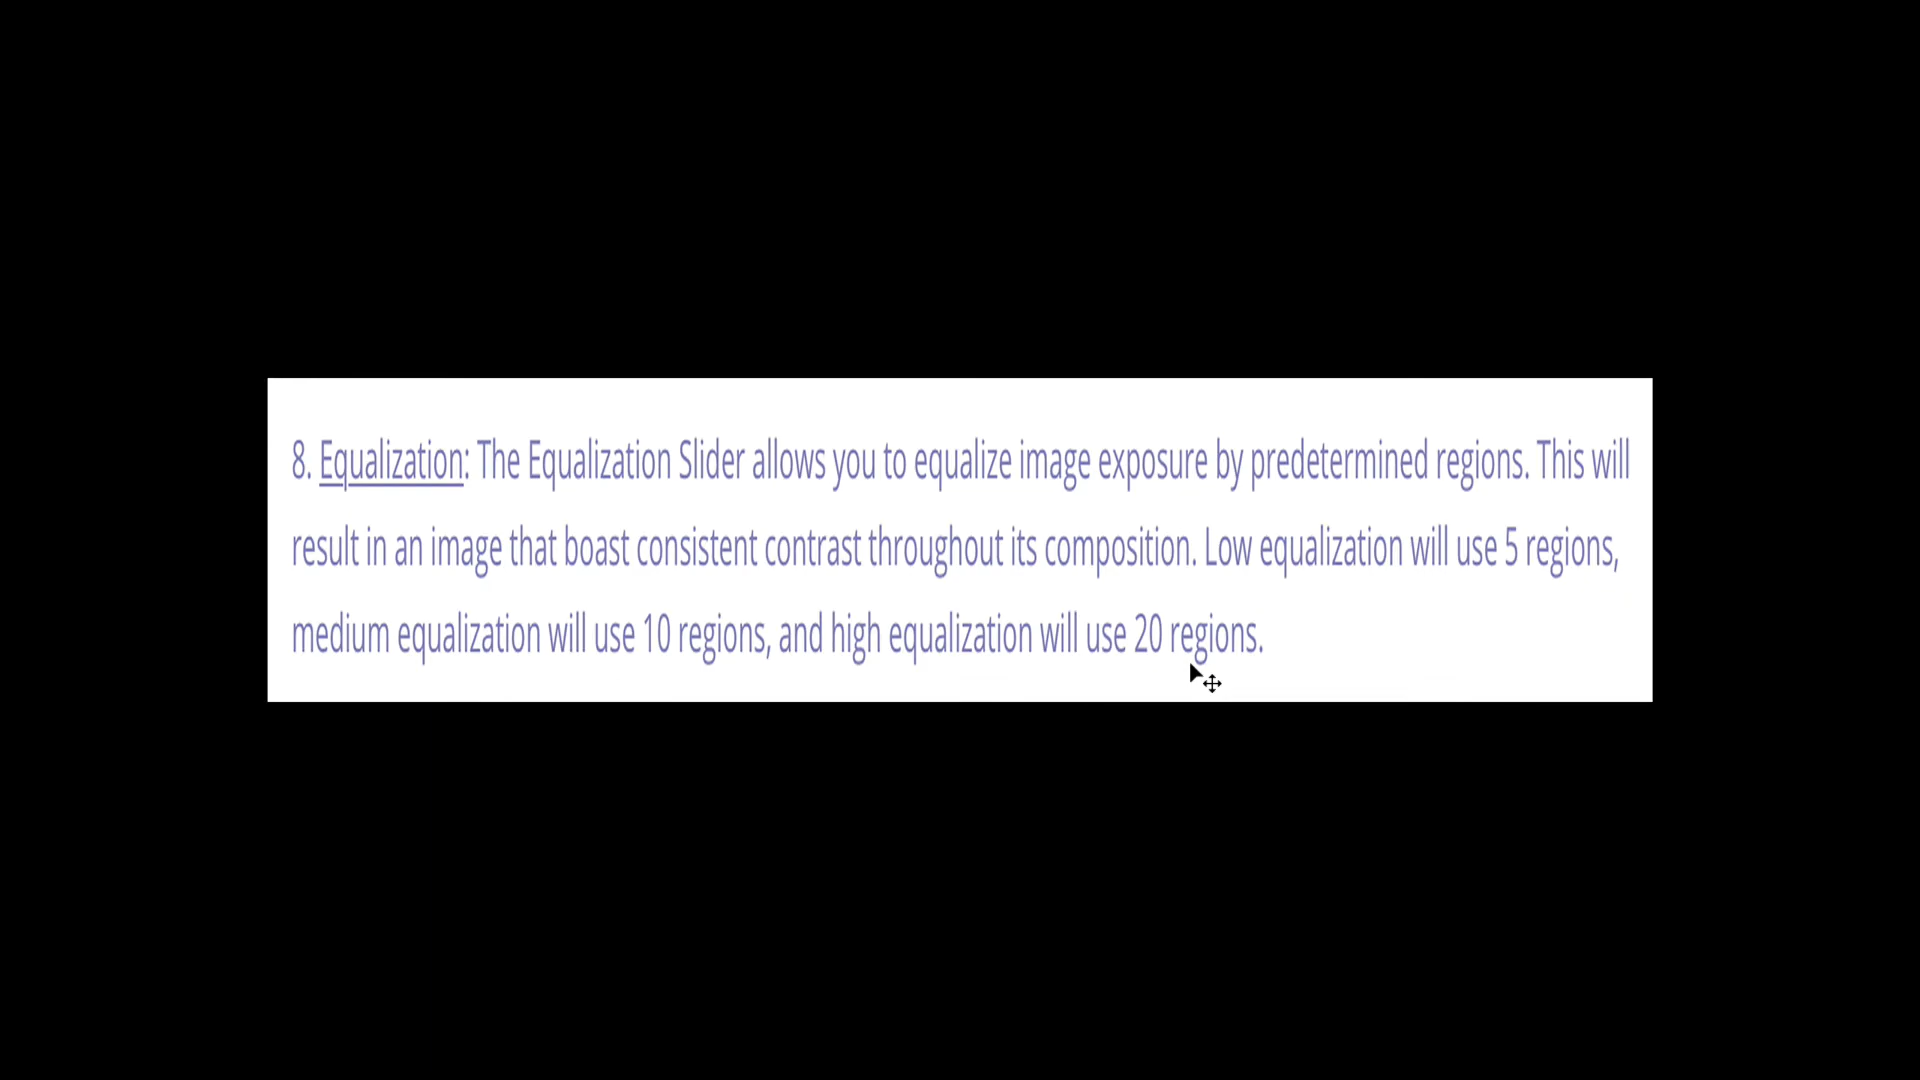 8. Equalization: The Equalization Slider allows you to equalize image exposure by predetermined regions. This will
result in an image that boast consistent contrast throughout its composition. Low equalization will use 5 regions,
medium equalization will use 10 regions, and high equalization will use 20 regions.